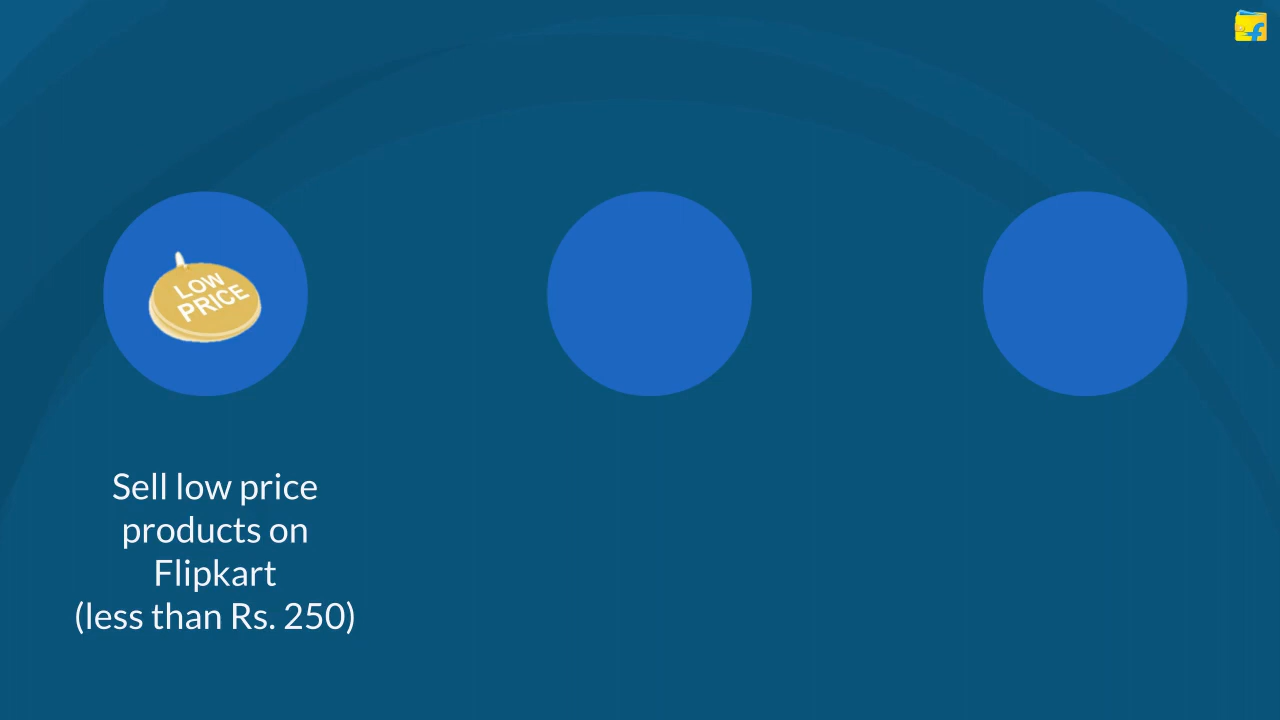 LOW
PRICE
Sell low price
products on
Flipkart
(less than Rs. 250)